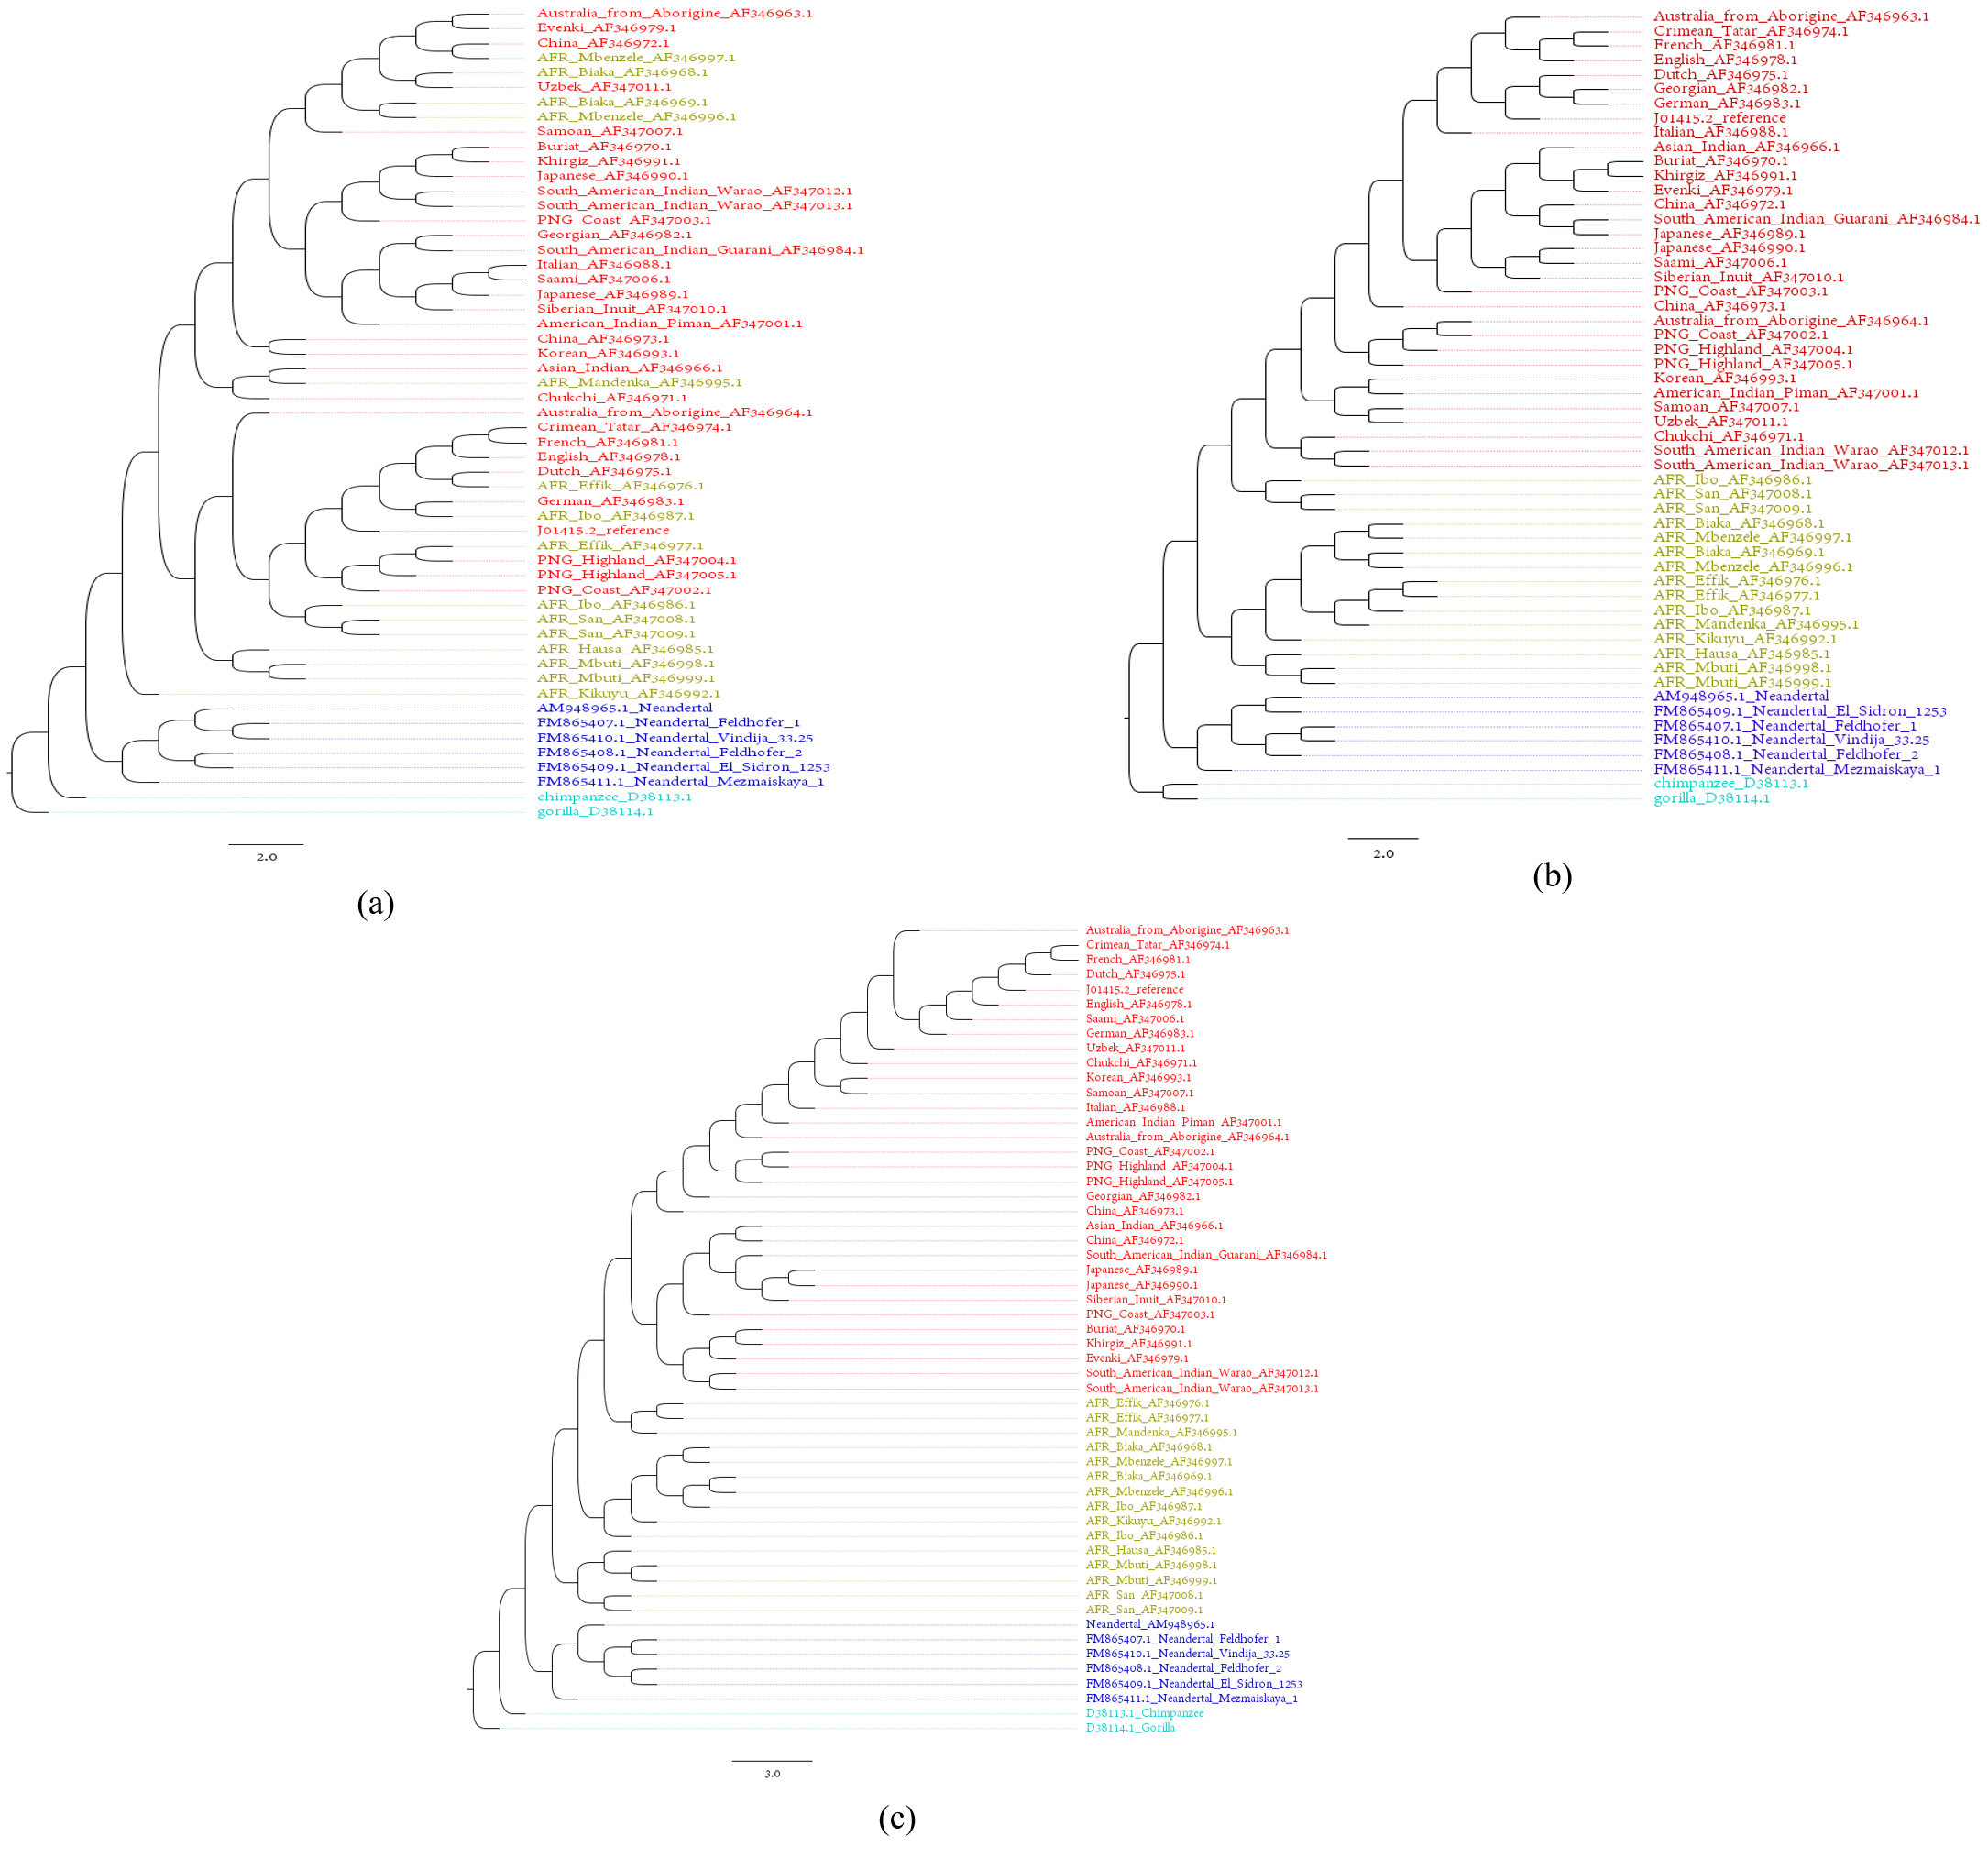 Australia_from_Aborigine_AF346963.1
Evenki_AF346979.1
China_AF346972.1
AFR_Mbenzele_AF346997.1
AFR_Biaka_AF346968.1
Uzbek_AF347011.1
AFR_Biaka_AF346969.1
AFR_Mbenzele_AF346996.1
Samoan_AF347007.1
Buriat_AF346970.1
Khirgiz_AF346991.1
Japanese_AF346990.1
South_American_Indian_Warao_AF347012.1
South_American_Indian_Warao_AF347013.1
PNG_Coast_AF347003.1
Georgian_AF346982.1
South_American_Indian_Guarani_AF346984.1
Italian_AF346988.1
Saami_AF347006.1
Japanese_AF346989.1
Siberian_Inuit_AF347010.1
American_Indian_Piman_AF347001.1
China_AF346973.1
Korean_AF346993.1
Asian_Indian_AF346966.1
AFR_Mandenka_AF346995.1
Chukchi_AF346971.1
Australia_from_Aborigine_AF346964.1
Crimean_Tatar_AF346974.1
French_AF346981.1
English_AF346978.1
Dutch_AF346975.1
AFR_Effik_AF346976.1
German_AF346983.1
AFR_Ibo_AF346987.1
J01415.2_reference
AFR_Effik_AF346977.1
PNG_Highland_AF347004.1
PNG_Highland_AF347005.1
PNG_Coast_AF347002.1
AFR_Ibo_AF346986.1
AFR_San_AF347008.1
AFR_San_AF347009.1
AFR_Hausa_AF346985.1
AFR_Mbuti_AF346998.1
AFR_Mbuti_AF346999.1
AFR_Kikuyu_AF346992.1
AM948965.1_Neandertal
FM865407.1_Neandertal_Feldhofer_1
FM865410.1_Neandertal_Vindija_33.25
FM865408.1_Neandertal_Feldhofer_2
FM865409.1_Neandertal_El_Sidron_1253
FM865411.1_Neandertal_Mezmaiskaya_1
chimpanzee_D38113.1
gorilla_D38114.1
2.0
(a)
Australia_from_Aborigine_AF346963.1
Crimean_Tatar_AF346974.1
French_AF346981.1
English_AF346978.1
Dutch_AF346975.1
Georgian_AF346982.1
German_AF346983.1
J01415.2_reference
Italian_AF346988.1
Asian_Indian_AF346966.1
Buriat_AF346970.1
Khirgiz_AF346991.1
Evenki_AF346979.1
China_AF346972.1
South_American_Indian_Guarani_AF346984.1
Japanese_AF346989.1
Japanese_AF346990.1
Saami_AF347006.1
Siberian_Inuit_AF347010.1
PNG_Coast_AF347003.1
China_AF346973.1
Australia_from_Aborigine_AF346964.1
PNG_Coast_AF347002.1
PNG_Highland_AF347004.1
PNG_Highland_AF347005.1
Korean_AF346993.1
American_Indian_Piman_AF347001.1
Samoan_AF347007.1
Uzbek_AF347011.1
Chukchi_AF346971.1
South_American_Indian_Warao_AF347012.1
South_American_Indian_Warao_AF347013.1
AFR_Ibo_AF346986.1
AFR_San_AF347008.1
AFR_San_AF347009.1
AFR_Biaka_AF346968.1
AFR_Mbenzele_AF346997.1
AFR_Biaka_AF346969.1
AFR_Mbenzele_AF346996.1
AFR_Effik_AF346976.1
AFR_Effik_AF346977.1
AFR_Ibo_AF346987.1
AFR_Mandenka_AF346995.1
AFR_Kikuyu_AF346992.1
AFR_Hausa_AF346985.1
AFR_Mbuti_AF346998.1
AFR_Mbuti_AF346999.1
AM948965.1_Neandertal
FM865409.1_Neandertal_El_Sidron_1253
FM865407.1_Neandertal_Feldhofer_1
FM865410.1_Neandertal_Vindija_33.25
FM865408.1_Neandertal_Feldhofer_2
FM865411.1_Neandertal_Mezmaiskaya_1
chimpanzee_D38113.1
gorilla_D38114.1
2.0
(b)
Australia_from_Aborigine_AF346963.1
Crimean_Tatar_AF346974.1
French_AF346981.1
Dutch_AF346975.1
J01415.2_reference
English_AF346978.1
Saami_AF347006.1
German_AF346983.1
Uzbek_AF347011.1
Chukchi_AF346971.1
Korean_AF346993.1
Samoan_AF347007.1
Italian_AF346988.1
American_Indian_Piman_AF347001.1
Australia_from_Aborigine_AF346964.1
PNG_Coast_AF347002.1
PNG_Highland_AF347004.1
PNG_Highland_AF347005.1
Georgian_AF346982.1
China_AF346973.1
Asian_Indian_AF346966.1
China_AF346972.1
South_American_Indian_Guarani_AF346984.1
Japanese_AF346989.1
Japanese_AF346990.1
Siberian_Inuit_AF347010.1
PNG_Coast_AF347003.1
Buriat_AF346970.1
Khirgiz_AF346991.1
Evenki_AF346979.1
South_American_Indian_Warao_AF347012.1
South_American_Indian_Warao_AF347013.1
AFR_Effik_AF346976.1
AFR_Effik_AF346977.1
AFR_Mandenka_AF346995.1
AFR_Biaka_AF346968.1
AFR_Mbenzele_AF346997.1
AFR_Biaka_AF346969.1
AFR_Mbenzele_AF346996.1
AFR_Ibo_AF346987.1
AFR_Kikuyu_AF346992.1
AFR_Ibo_AF346986.1
AFR_Hausa_AF346985.1
AFR_Mbuti_AF346998.1
AFR_Mbuti_AF346999.1
AFR_San_AF347008.1
AFR_San_AF347009.1
Neandertal_AM948965.1
FM865407.1_Neandertal_Feldhofer_1
FM865410.1_Neandertal_Vindija_33.25
FM865408.1_Neandertal_Feldhofer_2
FM865409.1_Neandertal_El_Sidron_1253
FM865411.1_Neandertal_Mezmaiskaya_1
D38113.1_Chimpanzee
D38114.1_Gorilla
3.0
(c)